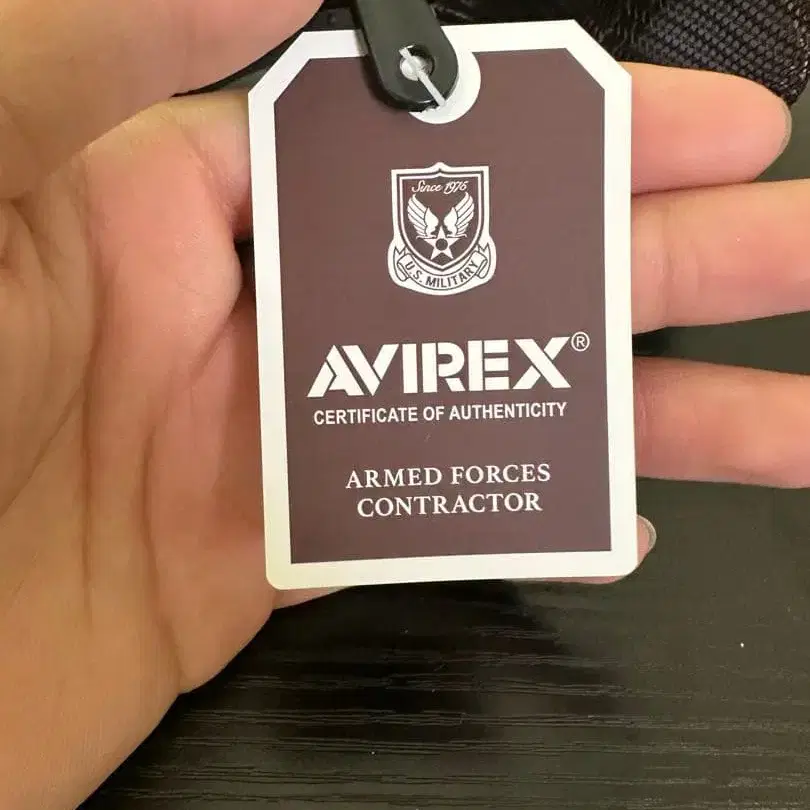 Since 1975
U.S. MILITARY
AVIREX®
CERTIFICATE OF AUTHENTICITY
ARMED FORCES
CONTRACTOR